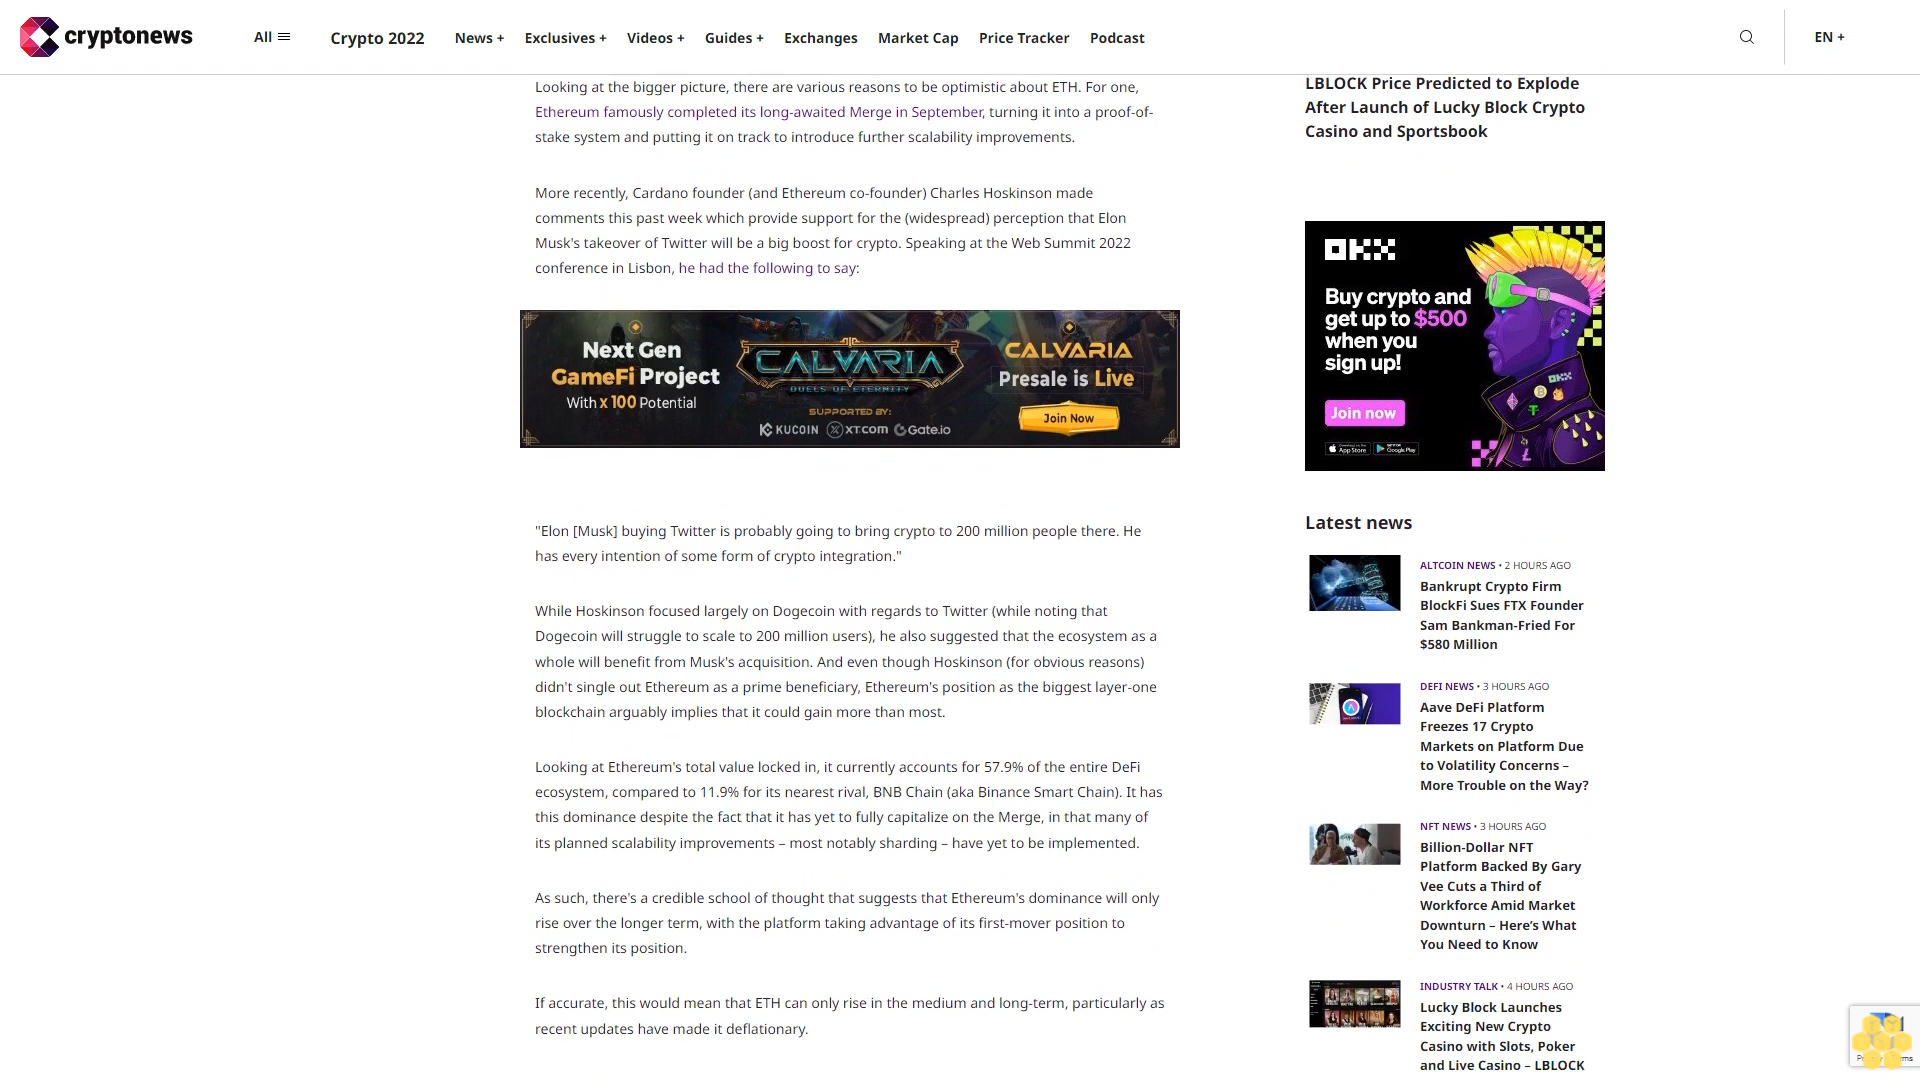 cryptonews
All
Crypto 2022
News +
Exclusives +
Videos +
Guides +
Exchanges
Market Cap
Price Tracker
Podcast
EN +
Looking at the bigger picture, there are various reasons to be optimistic about ETH. For one,
Ethereum famously completed its long-awaited Merge in September, turning it into a proof-of-
stake system and putting it on track to introduce further scalability improvements.
More recently, Cardano founder (and Ethereum co-founder) Charles Hoskinson made
comments this past week which provide support for the (widespread) perception that Elon
Musk's takeover of Twitter will be a big boost for crypto. Speaking at the Web Summit 2022
conference in Lisbon, he had the following to say:
Next Gen
GameFi Project
With x 100 Potential
CALVARIA
DUELS OF ETERNITY
SUPPORTED BY:
KUCOIN XT.COM Gate.io
CALVARIA
Presale is Live
Join Now
"Elon [Musk] buying Twitter is probably going to bring crypto to 200 million people there. He
has every intention of some form of crypto integration."
While Hoskinson focused largely on Dogecoin with regards to Twitter (while noting that
Dogecoin will struggle to scale to 200 million users), he also suggested that the ecosystem as a
whole will benefit from Musk's acquisition. And even though Hoskinson (for obvious reasons)
didn't single out Ethereum as a prime beneficiary, Ethereum's position as the biggest layer-one
blockchain arguably implies that it could gain more than most.
Looking at Ethereum's total value locked in, it currently accounts for 57.9% of the entire DeFi
ecosystem, compared to 11.9% for its nearest rival, BNB Chain (aka Binance Smart Chain). It has
this dominance despite the fact that it has yet to fully capitalize on the Merge, in that many of
its planned scalability improvements – most notably sharding – have yet to be implemented.
As such, there's a credible school of thought that suggests that Ethereum's dominance will only
rise over the longer term, with the platform taking advantage of its first-mover position to
strengthen its position.
If accurate, this would mean that ETH can only rise in the medium and long-term, particularly as
recent updates have made it deflationary.
LBLOCK Price Predicted to Explode
After Launch of Lucky Block Crypto
Casino and Sportsbook
OKX
Buy crypto and
get up to $500
when you
sign up!
Join now
App Store
Google Play
OKX
Latest news
ALTCOIN NEWS • 2 HOURS AGO
Bankrupt Crypto Firm
BlockFi Sues FTX Founder
Sam Bankman-Fried For
$580 Million
DEFI NEWS • 3 HOURS AGO
Aave DeFi Platform
Freezes 17 Crypto
Markets on Platform Due
to Volatility Concerns –
More Trouble on the Way?
NFT NEWS • 3 HOURS AGO
Billion-Dollar NFT
Platform Backed By Gary
Vee Cuts a Third of
Workforce Amid Market
Downturn – Here’s What
You Need to Know
INDUSTRY TALK • 4 HOURS AGO
Lucky Block Launches
Exciting New Crypto
Casino with Slots, Poker
and Live Casino – LBLOCK